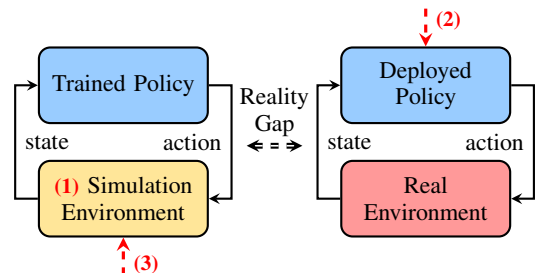 (2)
Trained Policy
Deployed
Policy
Reality
Gap
state
action
state
action
(1) Simulation
Environment
Real
Environment
(3)